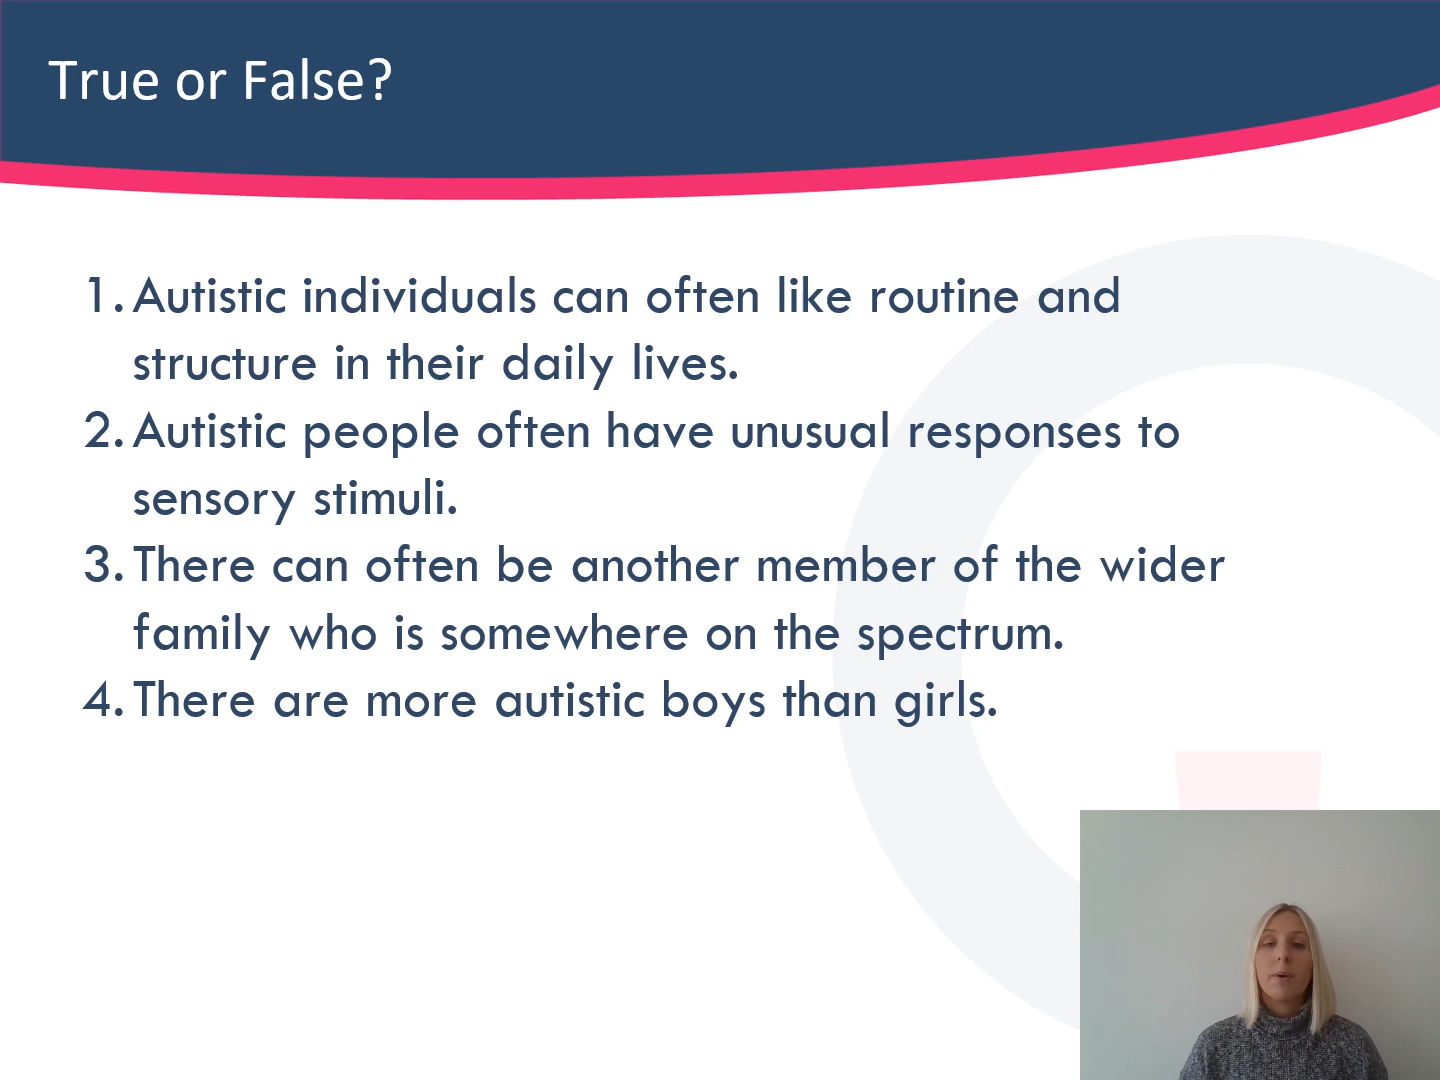 True or False?
1. Autistic individuals can often like routine and
structure in their daily lives.
2. Autistic people often have unusual responses to
sensory stimuli.
3. There can often be another member of the wider
family who is somewhere on the spectrum.
4. There are more autistic boys than girls.